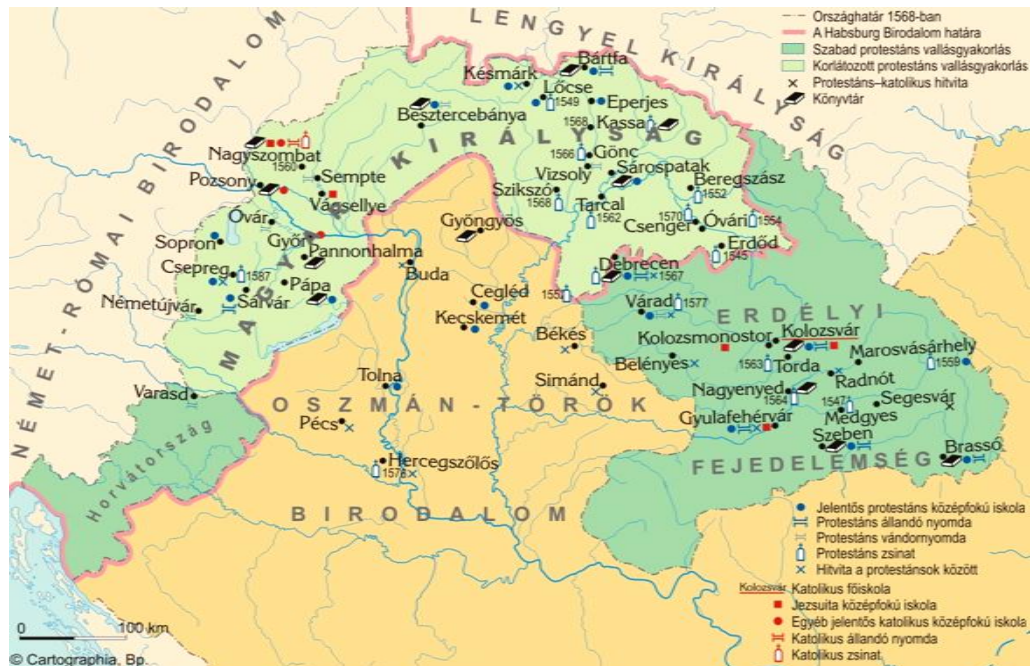 Országhatár 1568-ban
A Habsburg Birodalom határa
Szabad protestáns vallásgyakorlás
Korlátozott protestáns vallásgyakorlás
Protestáns–katolikus hitvita
Könyvtár
NÉMET-RÓMAI BIRODALOM
LENGYEL KIRÁLYSÁG
MAGYAR KIRÁLYSÁG
Bártfa
Késmárk
Lőcse
1549
Eperjes
Besztercebánya
1568
Kassa
Nagyszombat
1560
1566
Gönc
Sárospatak
Pozsony
Sempte
Vizsoly
Beregszász
1552
Vágsellye
Szikszó
1568
Tarcal
1562
1570
Óvári
1554
Csenger
Óvár
Gyöngyös
Erdőd
1545
Sopron
Győr
Pannonhalma
Buda
Debrecen
1567
Csepreg
1587
Pápa
Sárvár
Németújvár
Cegléd
Várad
1577
ERDÉLYI
Kecskemét
Békés
Kolozsmonostor
Kolozsvár
Belényes
1563
Torda
Marosvásárhely
1559
Varasd
Tolna
Simánd
Radnót
Nagyenyed
1564
Segesvár
OSZMÁN-TÖRÖK
Medgyes
Pécs
Gyulafehérvár
Szeben
Brassó
Horvátország
Hercegszőlős
1576
FEJEDELEMSÉG
BIRODALOM
Jelentős protestáns középfokú iskola
Protestáns állandó nyomda
Protestáns vándornyomda
Protestáns zsinat
Hitvita a protestánsok között
Kolozsvár Katolikus főiskola
Jezsuita középfokú iskola
Egyéb jelentős katolikus középfokú iskola
Katolikus állandó nyomda
Katolikus zsinat
0 100 km
© Cartographia, Bp.